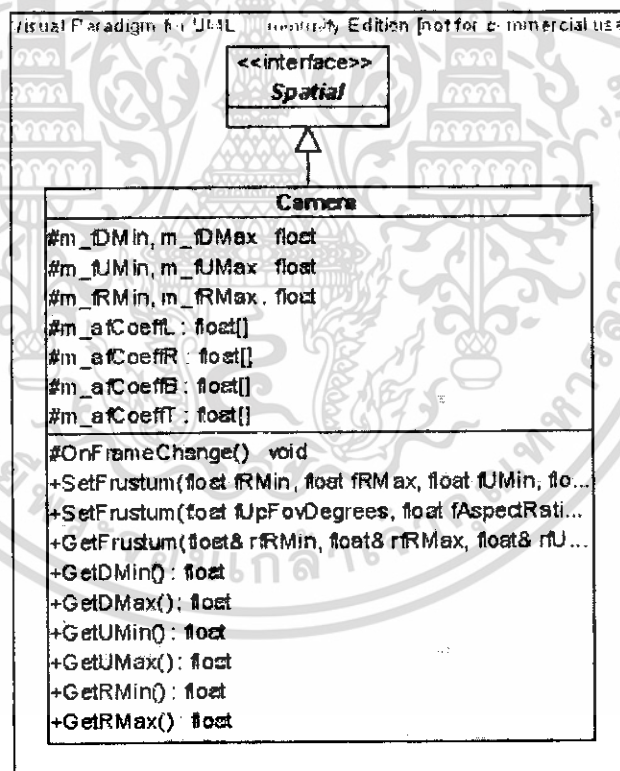 Visual Paradigm for UML Community Edition [not for commercial use
<<interface>>
Spatial
Camera
#m_fDMin, m_fDMax float
#m_fUMin, m_fUMax float
#m_fRMin, m_fRMax, float
#m_afCoeffL : float[]
#m_afCoeffR : float[]
#m_afCoeffB : float[]
#m_afCoeffT : float[]
#OnFrameChange() void
+SetFrustum(float fRMin, float fRMax, float fUMin, flo...
+SetFrustum(float fUpFovDegrees, float fAspectRati...
+GetFrustum(float& rfRMin, float& rfRMax, float& rfU...
+GetDMin() : float
+GetDMax() : float
+GetUMin() : float
+GetUMax() : float
+GetRMin() : float
+GetRMax() float